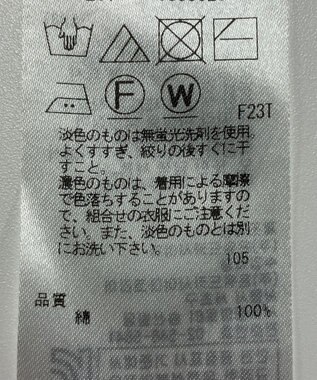 F
W
F23T
淡色のものは無蛍光洗剤を使用。
よくすすぎ、絞りの後すぐに干
すこと。
濃色のものは、着用による摩擦
で色落ちすることがありますの
で、組合せの衣服にご注意くだ
さい。また、淡色のものとは別
にお洗い下さい。
105
品質
綿 100%